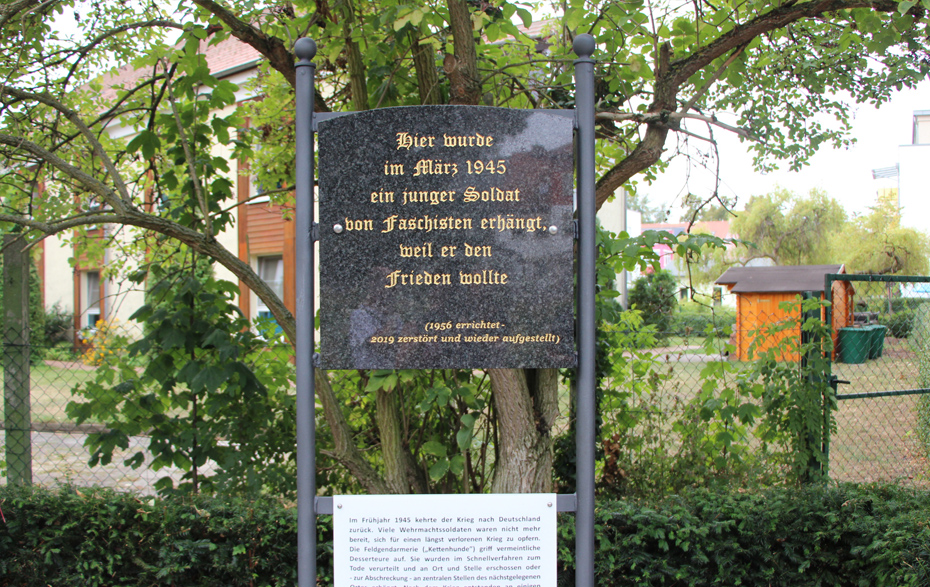 Hier wurde
im März 1945
ein junger Soldat
von Faschisten erhängt,
weil er den
Frieden wollte
(1956 errichtet-
2019 zerstört und wieder aufgestellt)
Im Frühjahr 1945 kehrte der Krieg nach Deutschland
zurück. Viele Wehrmachtssoldaten waren nicht mehr
bereit, sich für einen längst verlorenen Krieg zu opfern.
Die Feldgendarmerie („Kettenhunde") griff vermeintliche
Desserteure auf. Sie wurden im Schnellverfahren zum
Tode verurteilt und an Ort und Stelle erschossen oder
- zur Abschreckung - an zentralen Stellen des nächstgelegenen